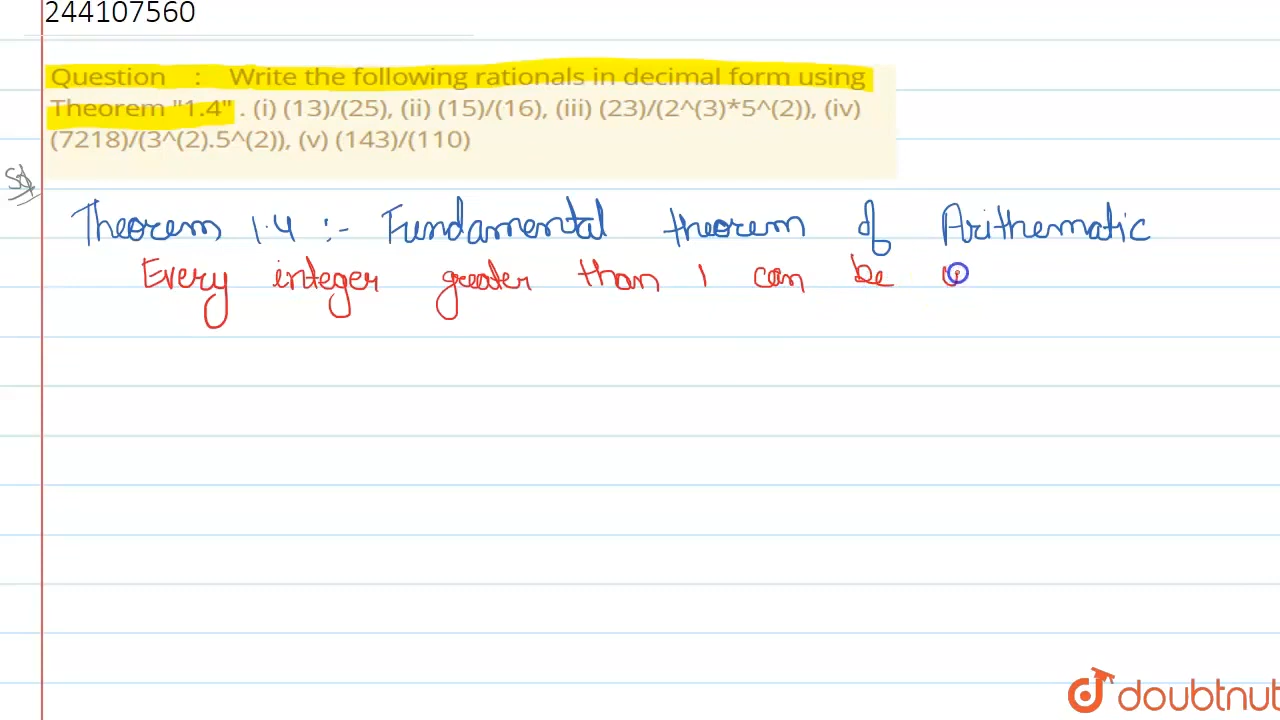 244107560
Question : Write the following rationals in decimal form using
Theorem "1.4" . (i) (13)/(25), (ii) (15)/(16), (iii) (23)/(2^(3)*5^(2)), (iv)
(7218)/(3^(2).5^(2)), (v) (143)/(110)
Sol
Theorem 1.4 :- Fundamental theorem of Arithematic
Every integer greater than 1 can be
doubtnut